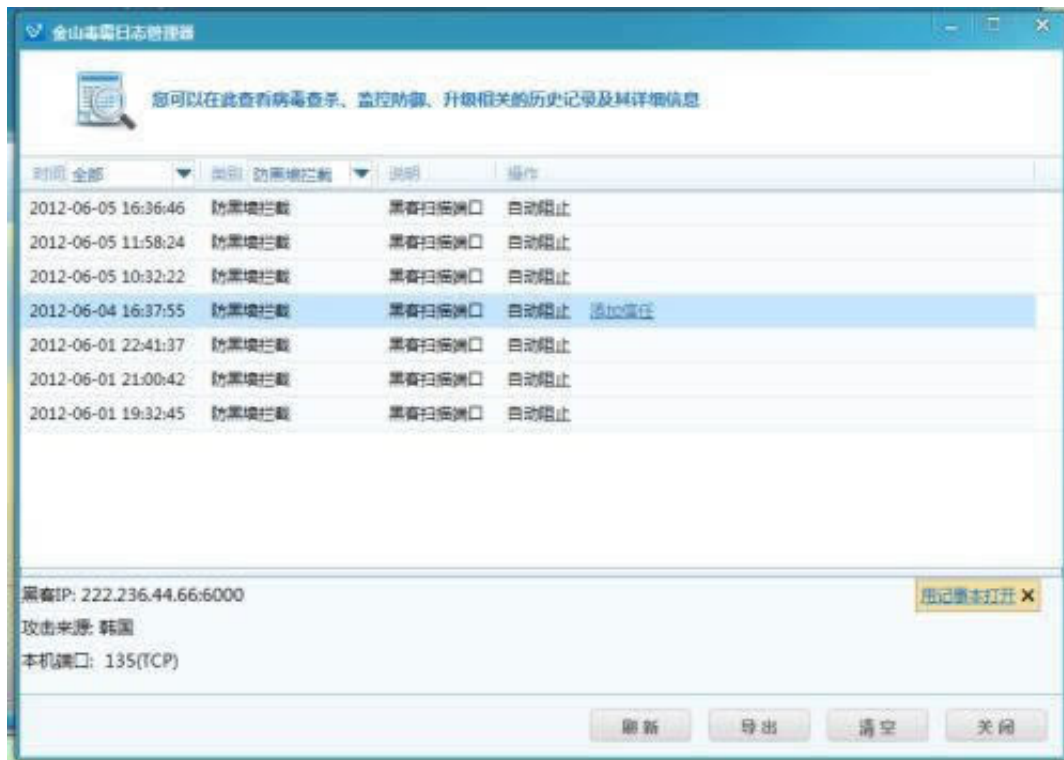 金山毒霸日志管理器
您可以在此查看病毒查杀、监控防御、升级相关的历史记录及其详细信息
时间 全部 类别 防黑墙拦截 说明 操作
2012-06-05 16:36:46 防黑墙拦截 黑客扫描端口 自动阻止
2012-06-05 11:58:24 防黑墙拦截 黑客扫描端口 自动阻止
2012-06-05 10:32:22 防黑墙拦截 黑客扫描端口 自动阻止
2012-06-04 16:37:55 防黑墙拦截 黑客扫描端口 自动阻止 添加信任
2012-06-01 22:41:37 防黑墙拦截 黑客扫描端口 自动阻止
2012-06-01 21:00:42 防黑墙拦截 黑客扫描端口 自动阻止
2012-06-01 19:32:45 防黑墙拦截 黑客扫描端口 自动阻止
黑客IP: 222.236.44.66:6000 用记事本打开
攻击来源: 韩国
本机端口: 135(TCP)
刷新 导出 清空 关闭